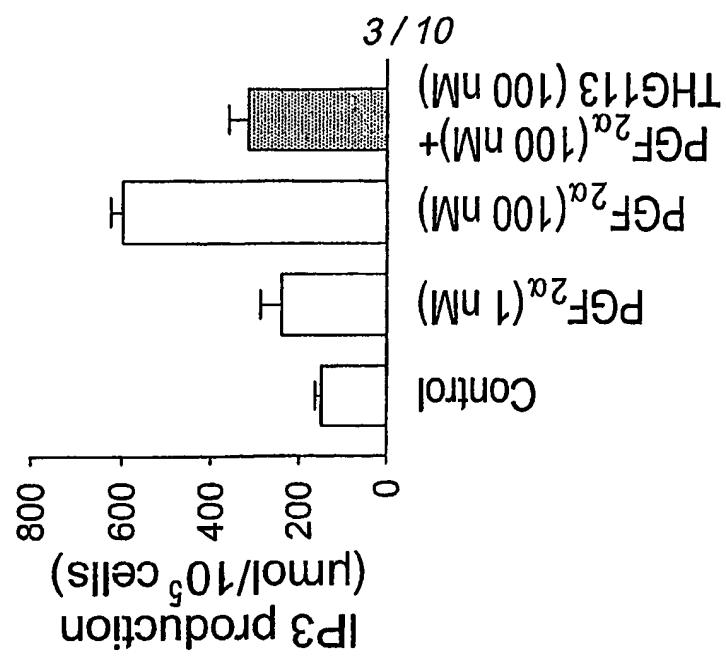 3 / 10
IP3 production
(µmol/10⁵ cells)
800
600
400
200
0
Control
PGF₂α (1 nM)
PGF₂α (100 nM)
PGF₂α (100 nM)+
THG113 (100 nM)